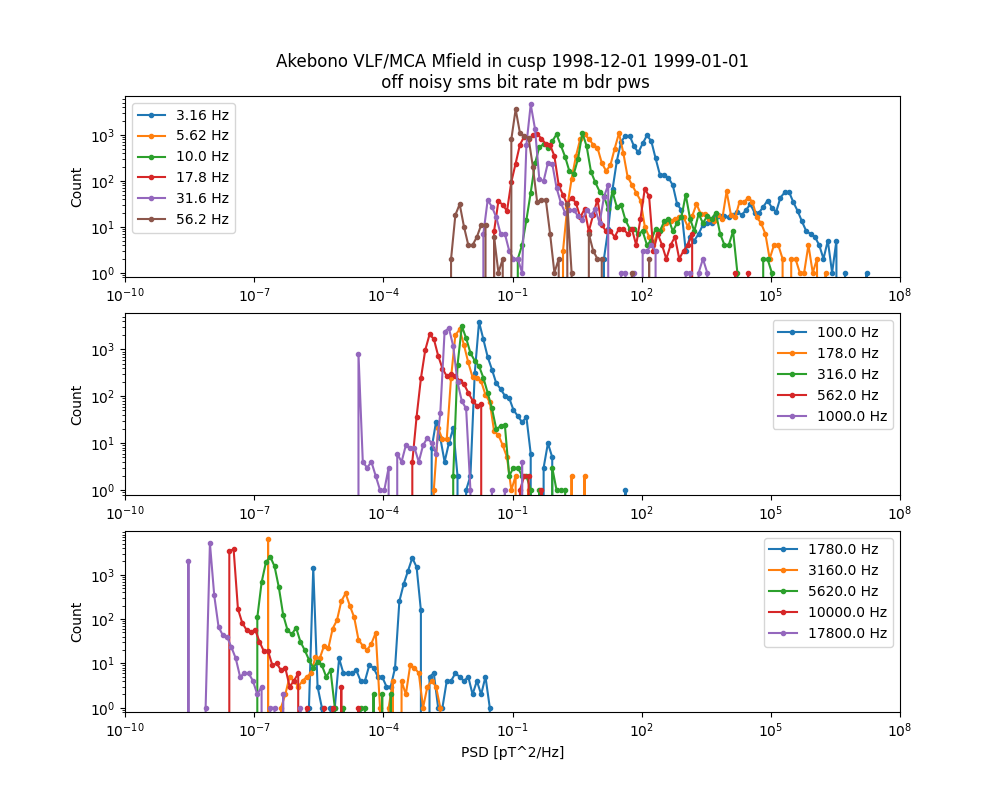 Akebono VLF/MCA Mfield in cusp 1998-12-01 1999-01-01
off noisy sms bit rate m bdr pws
Count
10^3
10^2
10^1
10^0
3.16 Hz
5.62 Hz
10.0 Hz
17.8 Hz
31.6 Hz
56.2 Hz
10^-10 10^-7 10^-4 10^-1 10^2 10^5 10^8
Count
10^3
10^2
10^1
10^0
100.0 Hz
178.0 Hz
316.0 Hz
562.0 Hz
1000.0 Hz
10^-10 10^-7 10^-4 10^-1 10^2 10^5 10^8
Count
10^3
10^2
10^1
10^0
1780.0 Hz
3160.0 Hz
5620.0 Hz
10000.0 Hz
17800.0 Hz
10^-10 10^-7 10^-4 10^-1 10^2 10^5 10^8
PSD [pT^2/Hz]